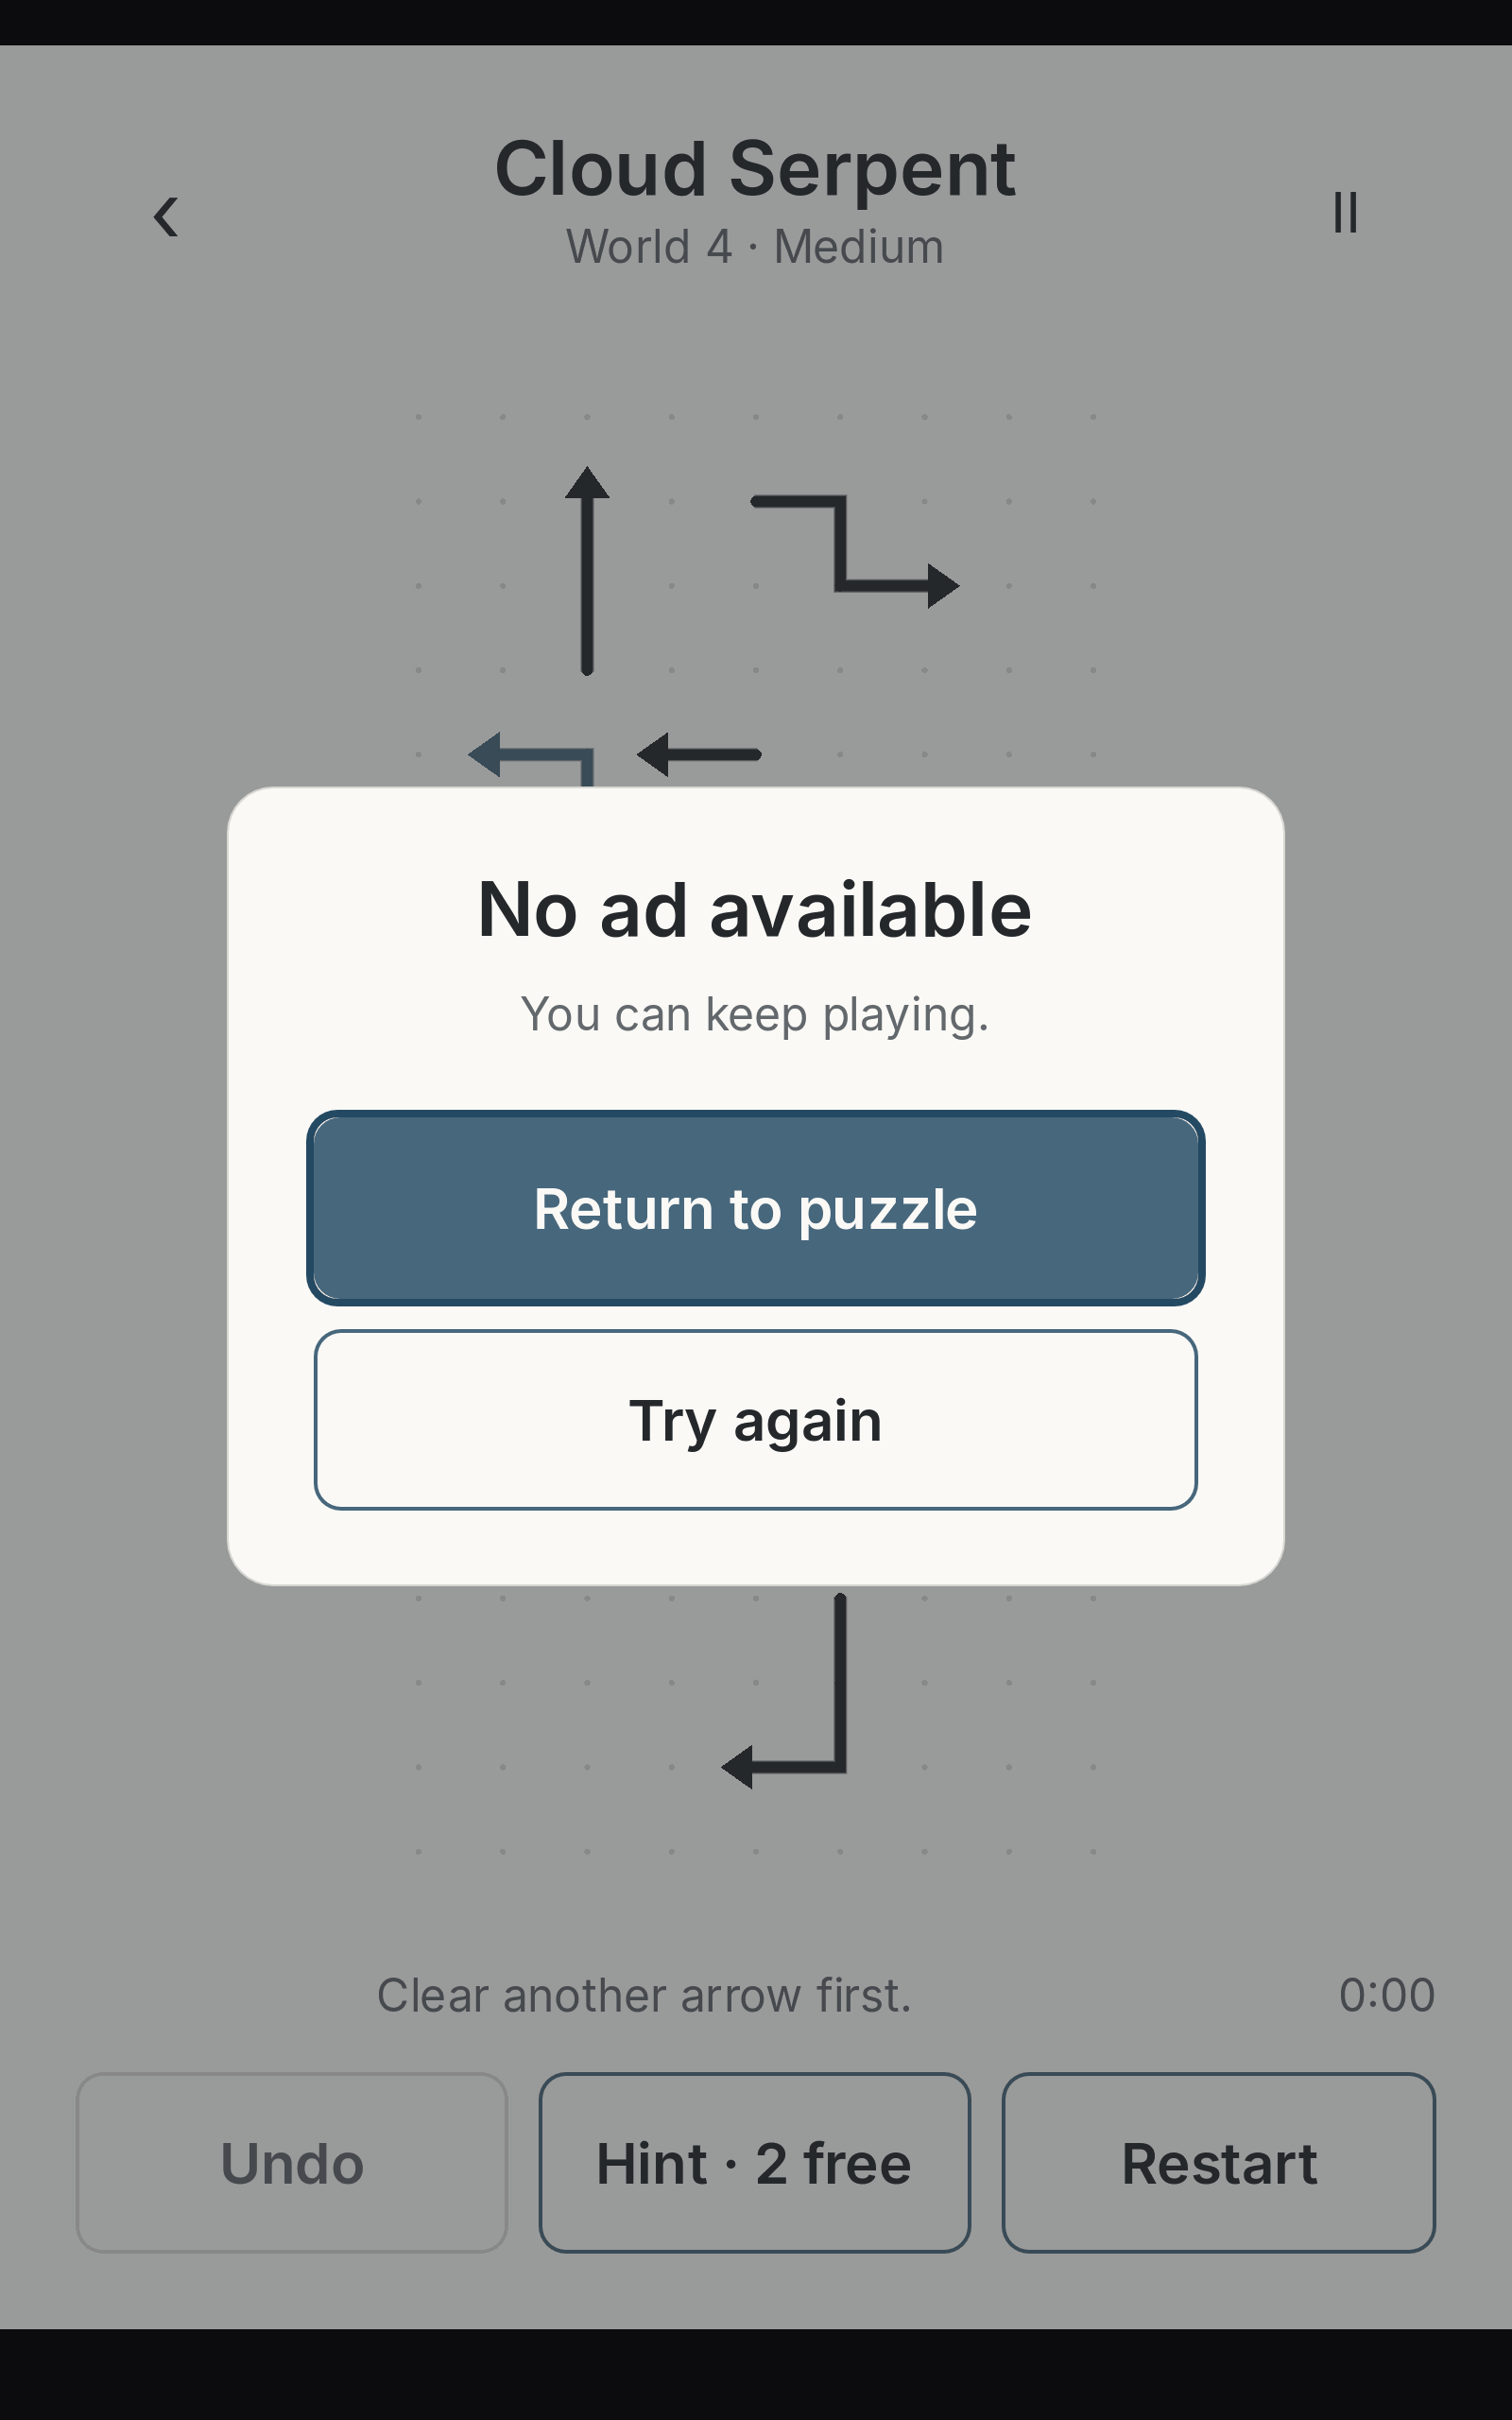 Cloud Serpent
World 4 · Medium
No ad available
You can keep playing.
Return to puzzle
Try again
Clear another arrow first.
0:00
Undo
Hint · 2 free
Restart